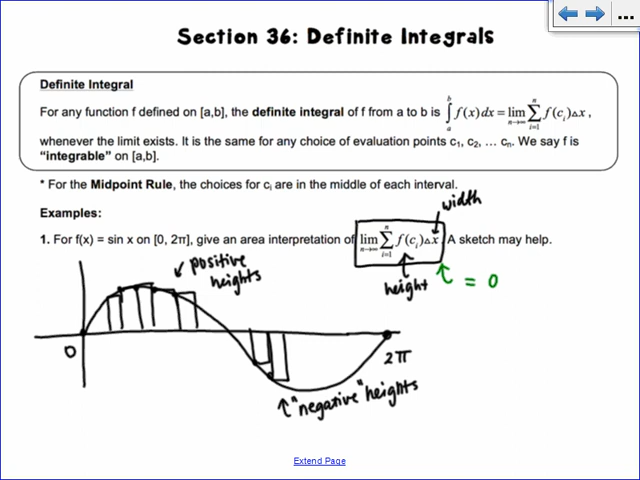 Section 36: Definite Integrals
Definite Integral
For any function f defined on [a,b], the definite integral of f from a to b is ∫ₐᵇ f(x)dx = lim_{n→∞} Σ_{i=1}^{n} f(c_i)△x ,
whenever the limit exists. It is the same for any choice of evaluation points c₁, c₂, … cₙ. We say f is
"integrable" on [a,b].
* For the Midpoint Rule, the choices for cᵢ are in the middle of each interval.
width
Examples:
1. For f(x) = sin x on [0, 2π], give an area interpretation of lim_{n→∞} Σ_{i=1}^{n} f(c_i)△x. A sketch may help.
positive
heights
height
= 0
0
2π
"negative" heights
Extend Page
...